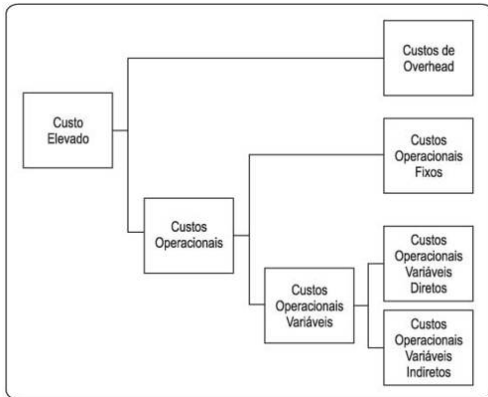 Custos de
Overhead
Custo
Elevado
Custos
Operacionais
Fixos
Custos
Operacionais
Custos
Operacionais
Variáveis
Diretos
Custos
Operacionais
Variáveis
Custos
Operacionais
Variáveis
Indiretos